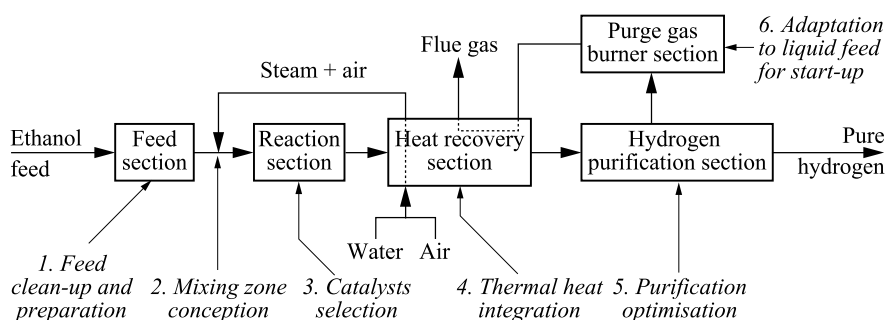 Flue gas
Purge gas
burner section
6. Adaptation
to liquid feed
for start-up
Steam + air
Ethanol
feed
Feed
section
Reaction
section
Heat recovery
section
Hydrogen
purification section
Pure
hydrogen
Water
Air
1. Feed
clean-up and
preparation
2. Mixing zone
conception
3. Catalysts
selection
4. Thermal heat
integration
5. Purification
optimisation